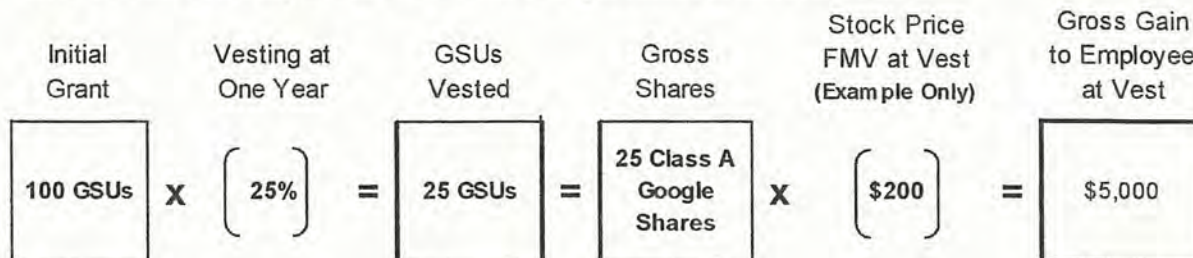 Initial
Grant
Vesting at
One Year
GSUs
Vested
Gross
Shares
Stock Price
FMV at Vest
(Example Only)
Gross Gain
to Employee
at Vest
100 GSUs
x
25%
=
25 GSUs
=
25 Class A
Google
Shares
x
$200
=
$5,000